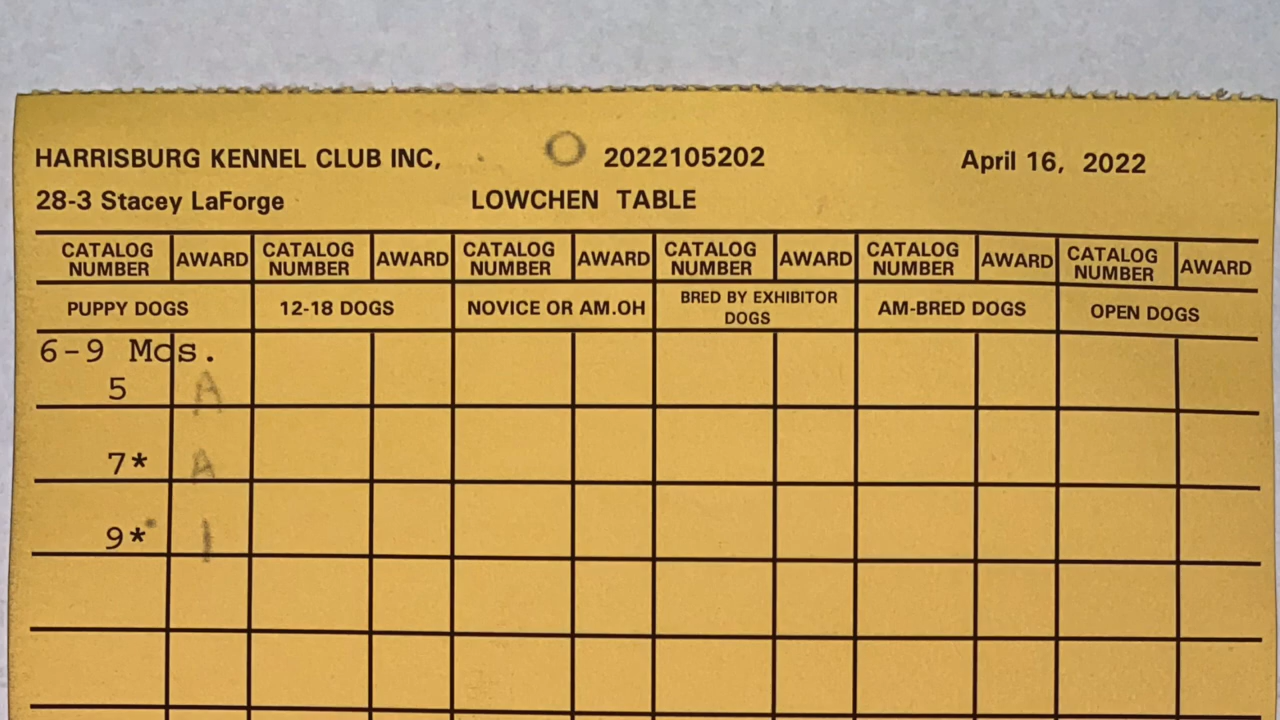 HARRISBURG KENNEL CLUB INC, O 2022105202 April 16, 2022
28-3 Stacey LaForge LOWCHEN TABLE
CATALOG NUMBER AWARD CATALOG NUMBER AWARD CATALOG NUMBER AWARD CATALOG NUMBER AWARD CATALOG NUMBER AWARD CATALOG NUMBER AWARD
PUPPY DOGS 12-18 DOGS NOVICE OR AM.OH BRED BY EXHIBITOR DOGS AM-BRED DOGS OPEN DOGS
6-9 Mos.
5 A
7* A
9* 1